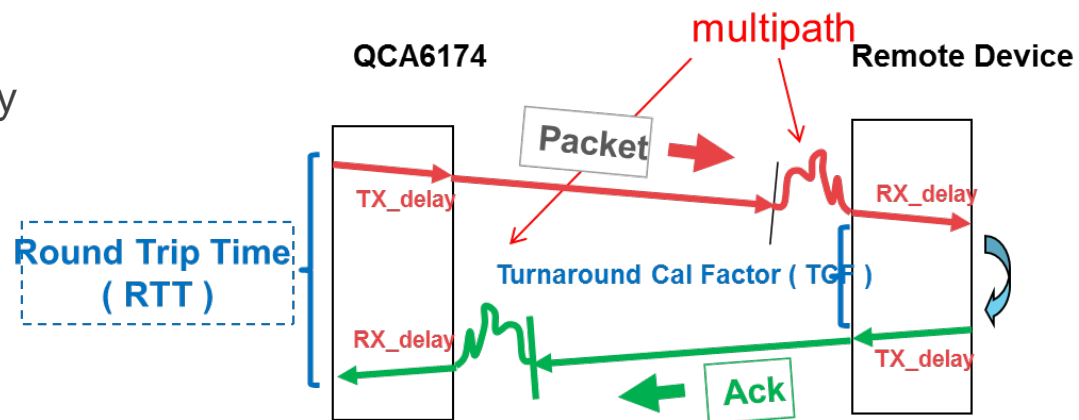 multipath
QCA6174
Remote Device
y
Packet
TX_delay
RX_delay
Round Trip Time
( RTT )
Turnaround Cal Factor ( TCF )
RX_delay
TX_delay
Ack